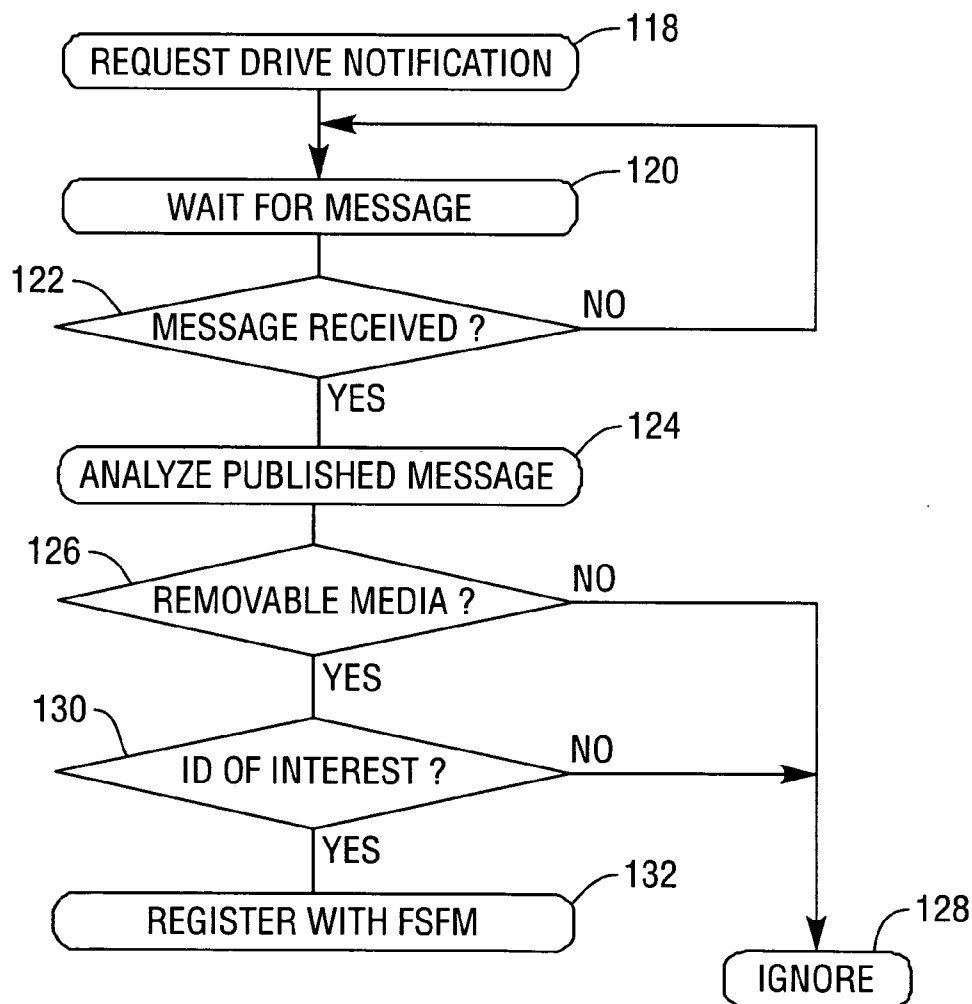 118
REQUEST DRIVE NOTIFICATION
120
WAIT FOR MESSAGE
122
MESSAGE RECEIVED ?
NO
YES
124
ANALYZE PUBLISHED MESSAGE
126
REMOVABLE MEDIA ?
NO
YES
130
ID OF INTEREST ?
NO
YES
132
REGISTER WITH FSFM
128
IGNORE